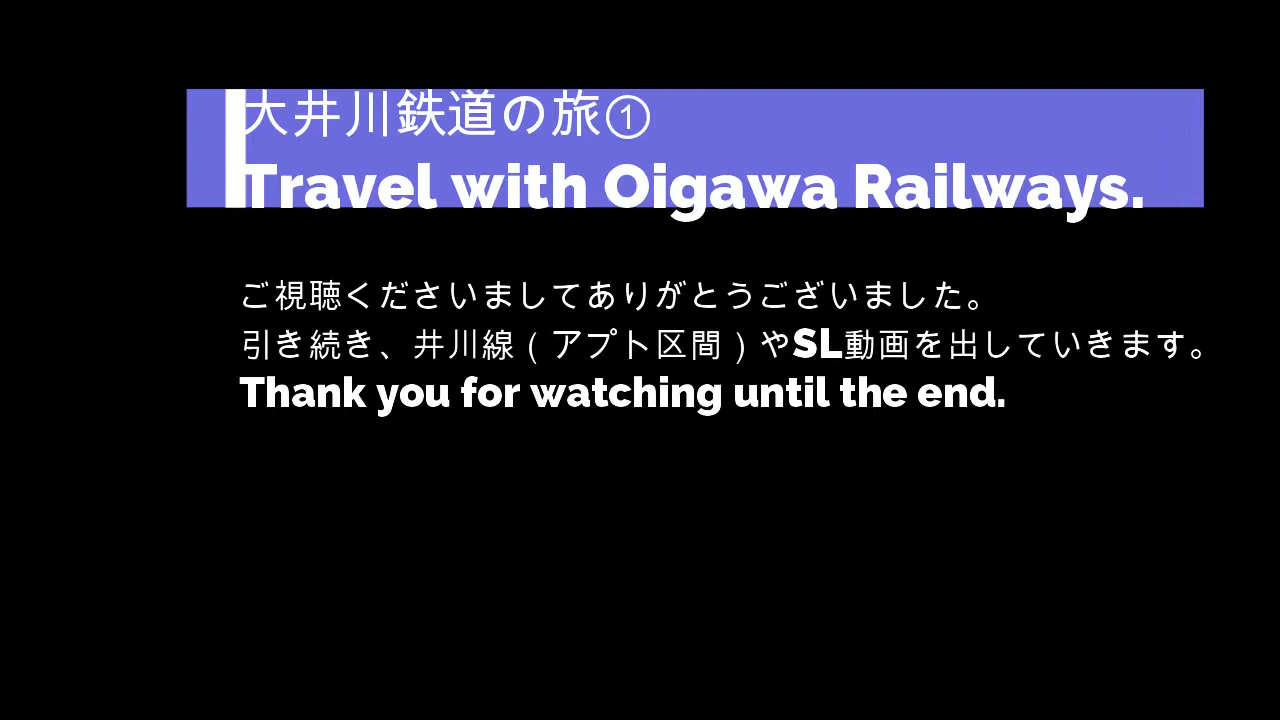 大井川鉄道の旅①
Travel with Oigawa Railways.
ご視聴くださいましてありがとうございました。
引き続き、井川線（アプト区間）やSL動画を出していきます。
Thank you for watching until the end.